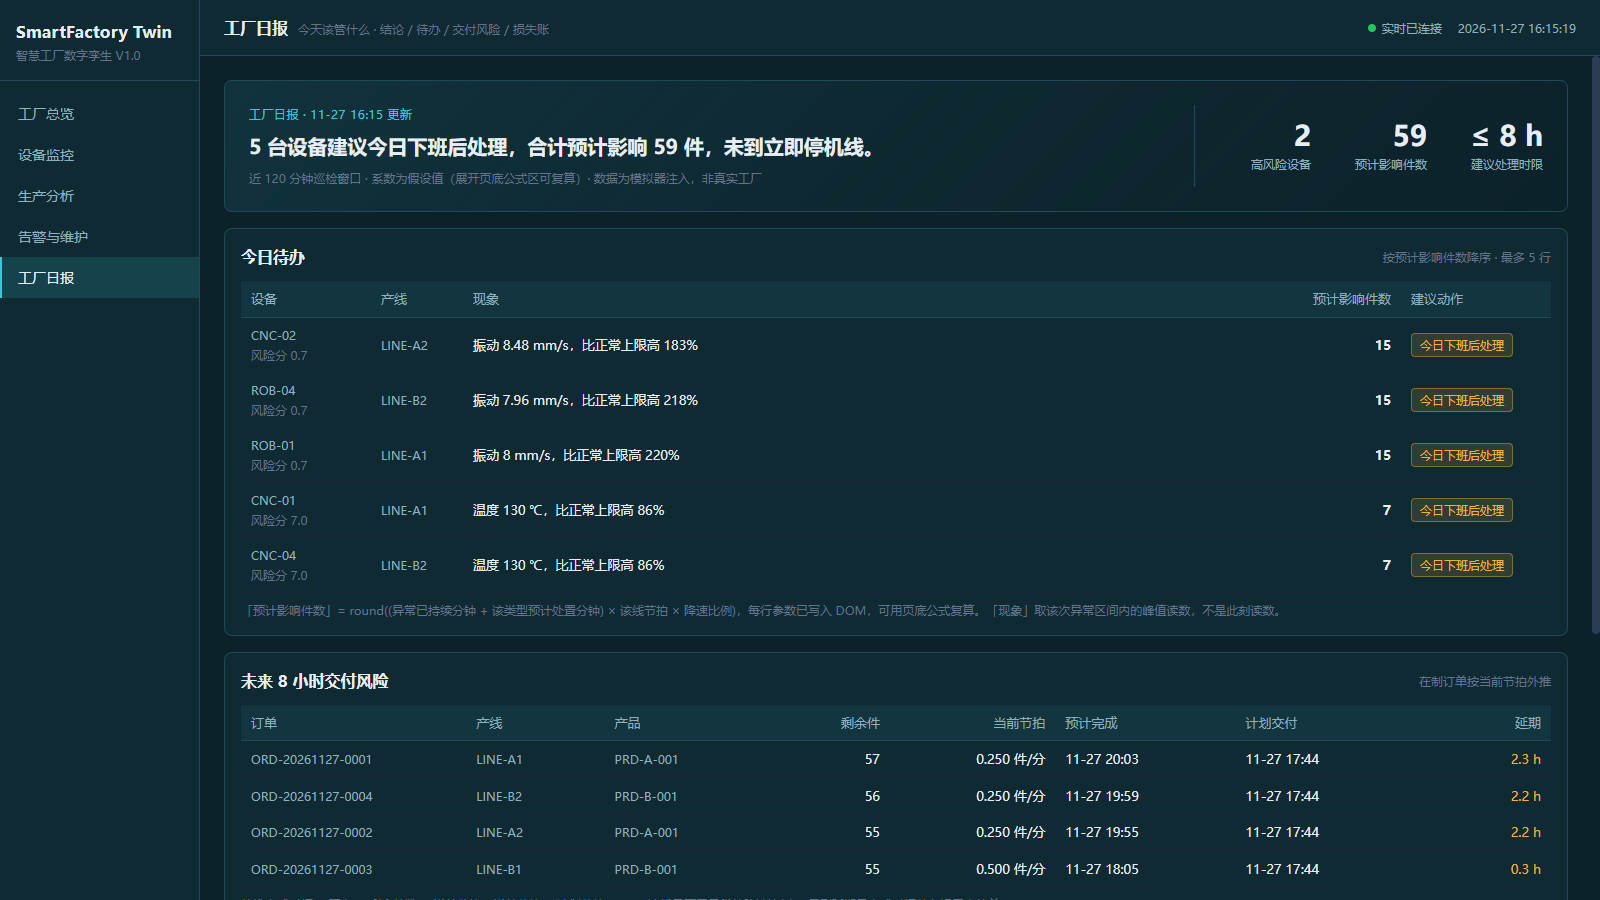 SmartFactory Twin
智慧工厂数字孪生 V1.0
工厂总览
设备监控
生产分析
告警与维护
工厂日报
工厂日报 今天该管什么 · 结论 / 待办 / 交付风险 / 损失账
实时已连接 2026-11-27 16:15:19
工厂日报 · 11-27 16:15 更新
5 台设备建议今日下班后处理，合计预计影响 59 件，未到立即停机线。
近 120 分钟巡检窗口 · 系数为假设值（展开页底公式区可复算） · 数据为模拟器注入，非真实工厂
2 59 ≤ 8 h
高风险设备 预计影响件数 建议处理时限
今日待办 按预计影响件数降序 · 最多 5 行
设备 产线 现象 预计影响件数 建议动作
CNC-02
风险分 0.7
LINE-A2 振动 8.48 mm/s，比正常上限高 183% 15 今日下班后处理
ROB-04
风险分 0.7
LINE-B2 振动 7.96 mm/s，比正常上限高 218% 15 今日下班后处理
ROB-01
风险分 0.7
LINE-A1 振动 8 mm/s，比正常上限高 220% 15 今日下班后处理
CNC-01
风险分 7.0
LINE-A1 温度 130 ℃，比正常上限高 86% 7 今日下班后处理
CNC-04
风险分 7.0
LINE-B2 温度 130 ℃，比正常上限高 86% 7 今日下班后处理
「预计影响件数」= round((异常已持续分钟 + 该类型预计处置分钟) × 该线节拍 × 降速比例)，每行参数已写入 DOM，可用页底公式复算。「现象」取该次异常区间内的峰值读数，不是此刻读数。
未来 8 小时交付风险 在制订单按当前节拍外推
订单 产线 产品 剩余件 当前节拍 预计完成 计划交付 延期
ORD-20261127-0001 LINE-A1 PRD-A-001 57 0.250 件/分 11-27 20:03 11-27 17:44 2.3 h
ORD-20261127-0004 LINE-B2 PRD-B-001 56 0.250 件/分 11-27 19:59 11-27 17:44 2.2 h
ORD-20261127-0002 LINE-A2 PRD-A-001 55 0.250 件/分 11-27 19:55 11-27 17:44 2.2 h
ORD-20261127-0003 LINE-B1 PRD-B-001 55 0.500 件/分 11-27 18:05 11-27 17:44 0.3 h